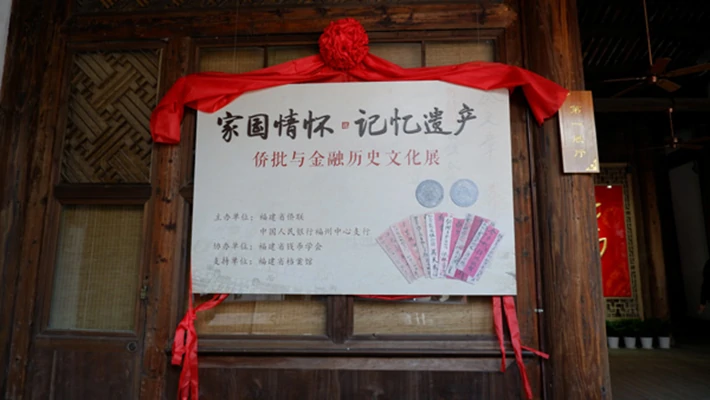 家国情怀·记忆遗产
侨批与金融历史文化展
主办单位：福建省侨联
中国人民银行福州中心支行
协办单位：福建省钱币学会
支持单位：福建省档案馆